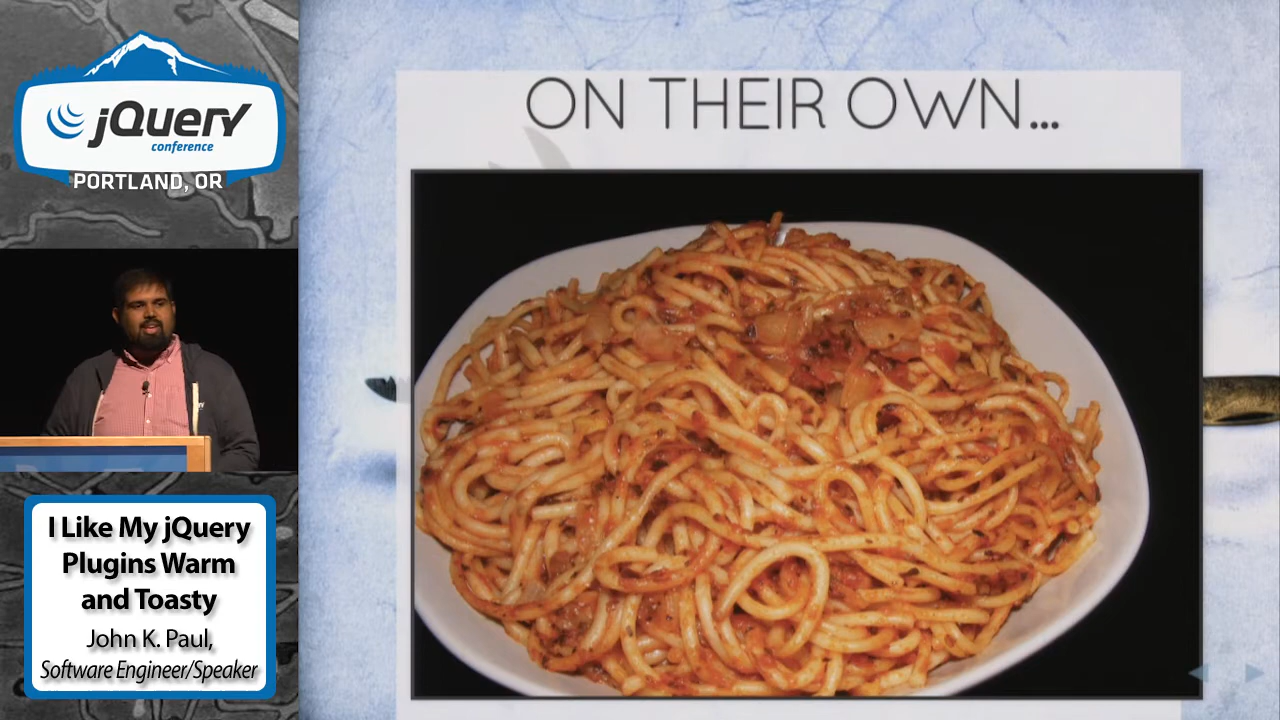 jQuery
conference
PORTLAND, OR
ON THEIR OWN...
I Like My jQuery
Plugins Warm
and Toasty
John K. Paul,
Software Engineer/Speaker